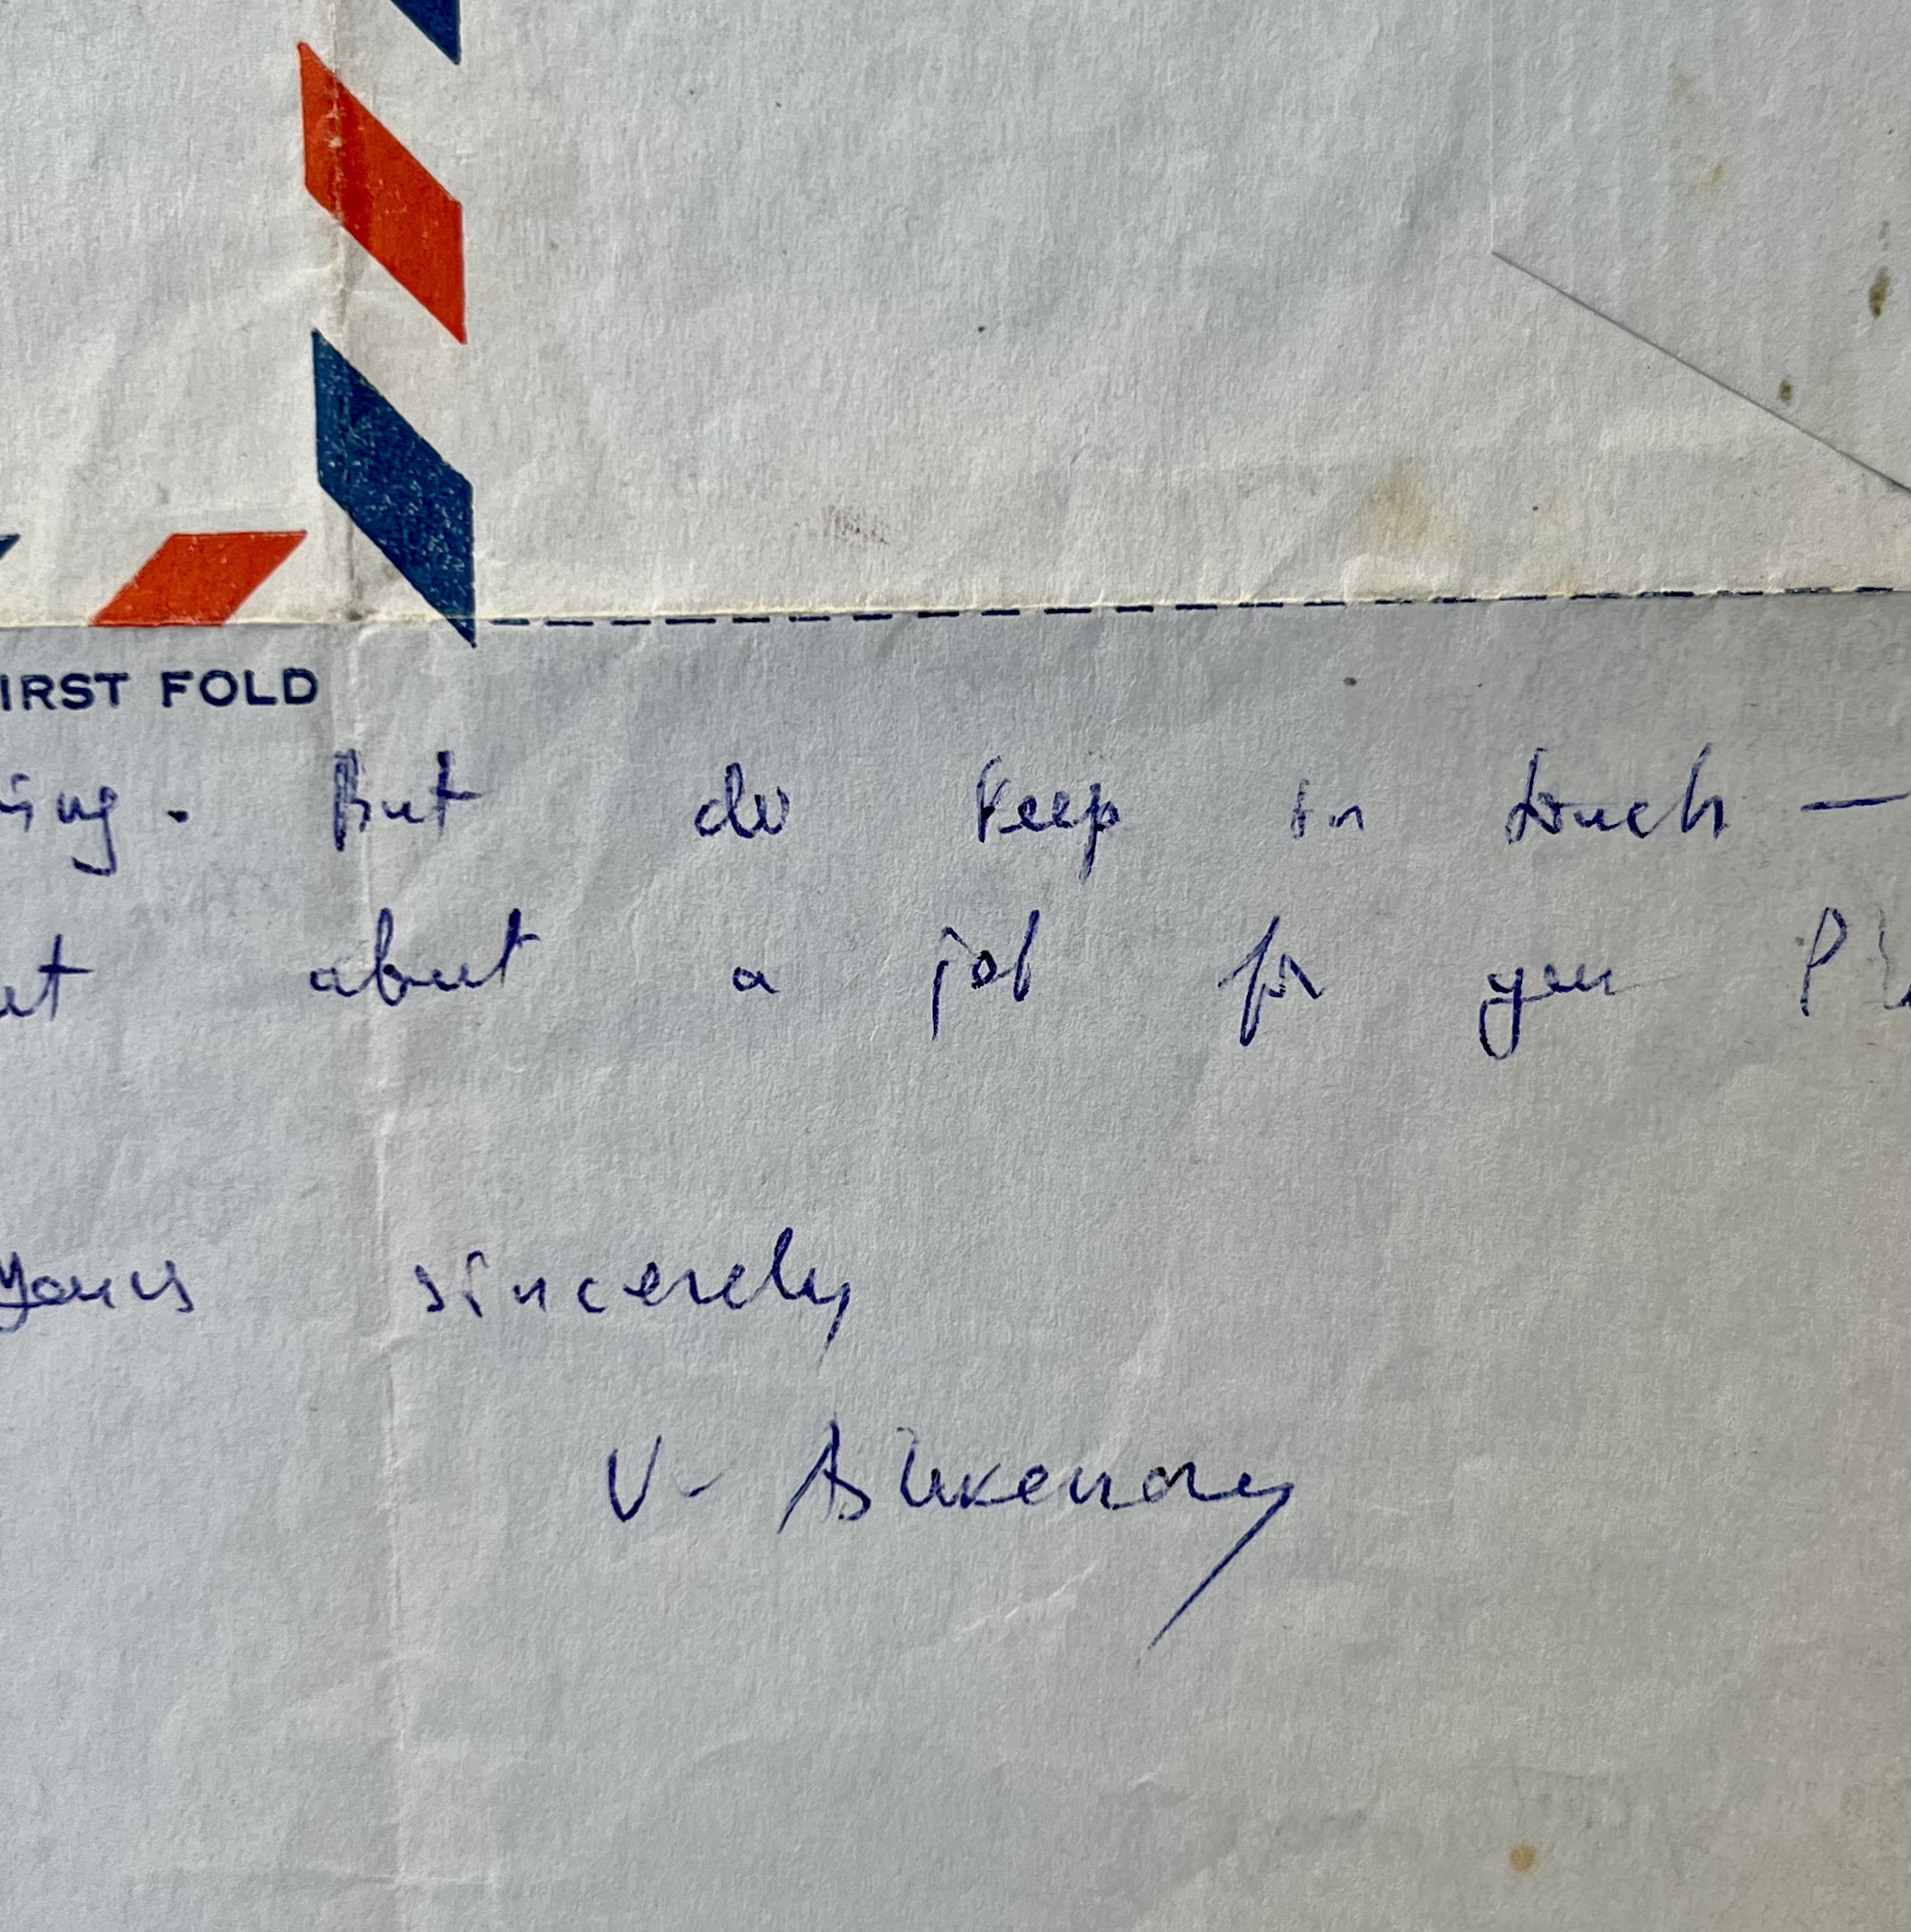 IRST FOLD
ing. But do keep in touch —
ut about a job for you
Yours sincerely
V. Ashkenazy